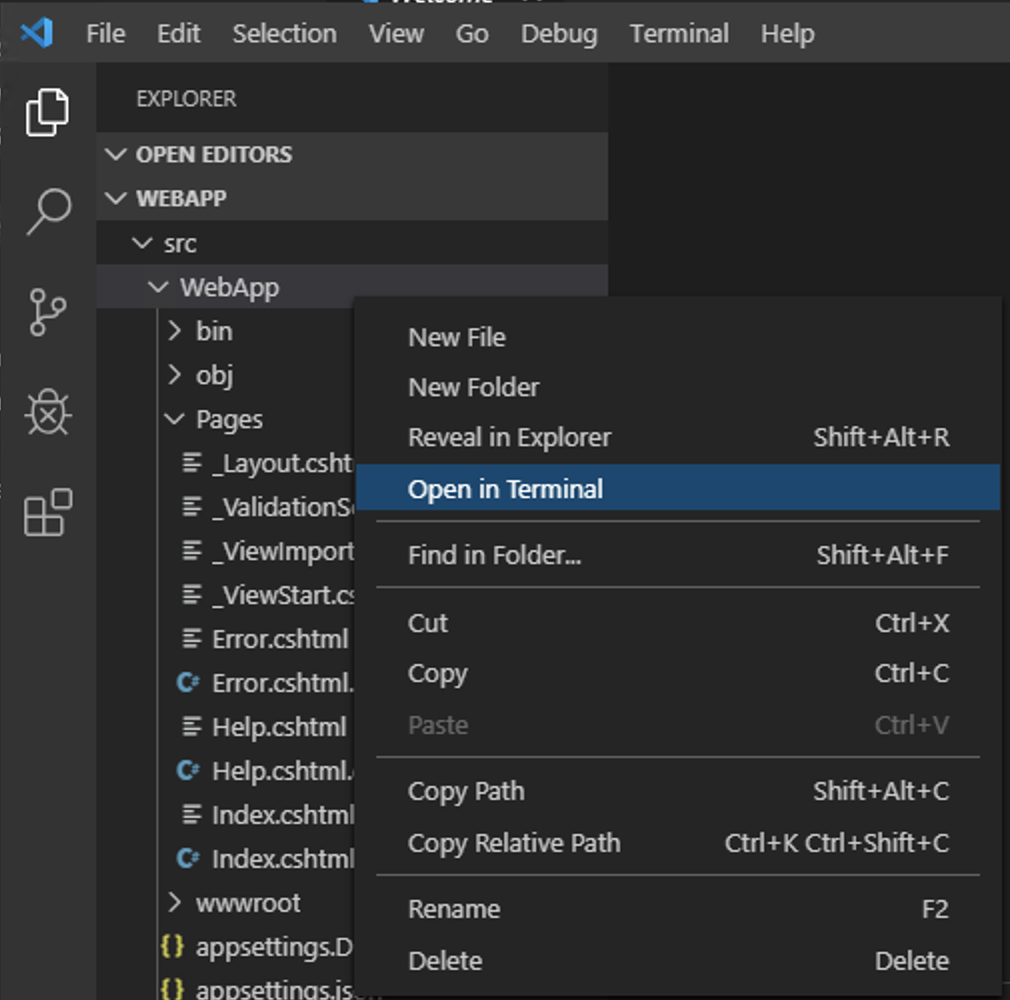 Welcome
File Edit Selection View Go Debug Terminal Help
EXPLORER
OPEN EDITORS
WEBAPP
src
WebApp
bin
obj
Pages
_Layout.csht
_ValidationSc
_ViewImport
_ViewStart.cs
Error.cshtml
C# Error.cshtml.
Help.cshtml
C# Help.cshtml.
Index.cshtml
C# Index.cshtml
wwwroot
{} appsettings.D
{} appsettings.json
New File
New Folder
Reveal in Explorer Shift+Alt+R
Open in Terminal
Find in Folder... Shift+Alt+F
Cut Ctrl+X
Copy Ctrl+C
Paste Ctrl+V
Copy Path Shift+Alt+C
Copy Relative Path Ctrl+K Ctrl+Shift+C
Rename F2
Delete Delete